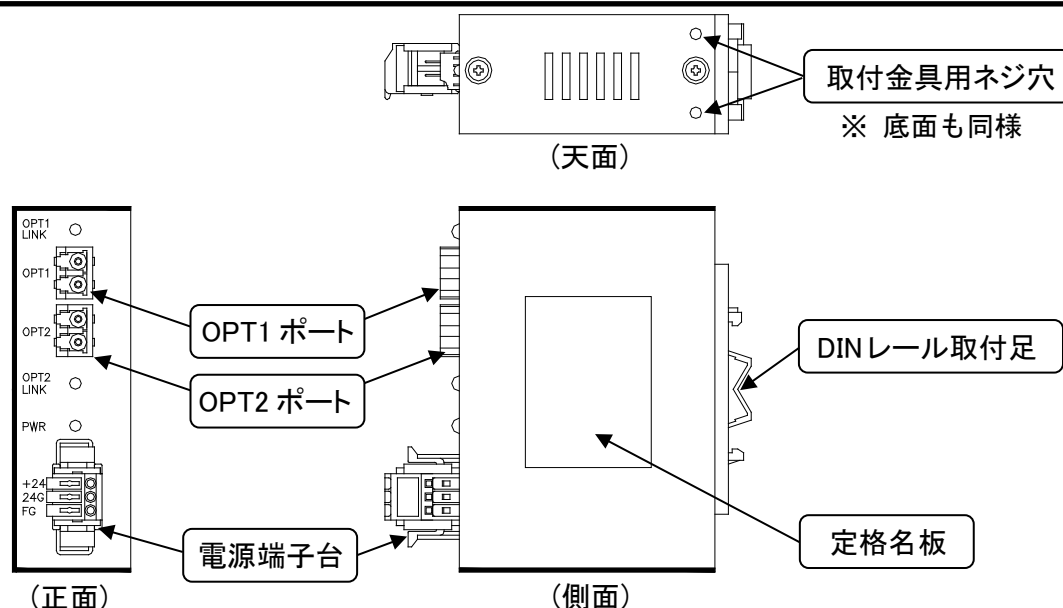 取付金具用ネジ穴
※ 底面も同様
(天面)
OPT1
LINK
OPT1
OPT2
OPT2
LINK
PWR
+24
24G
FG
OPT1 ポート
OPT2 ポート
電源端子台
DINレール取付足
定格名板
(正面)
(側面)